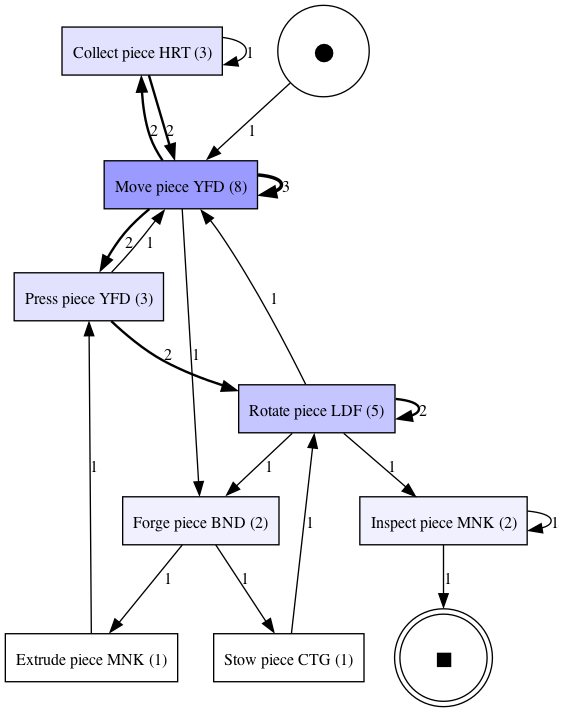 Collect piece HRT (3)
1
2
2
1
Move piece YFD (8)
3
2
1
Press piece YFD (3)
1
2
1
Rotate piece LDF (5)
2
1
1
1
1
Forge piece BND (2)
Inspect piece MNK (2)
1
1
1
1
Extrude piece MNK (1)
Stow piece CTG (1)